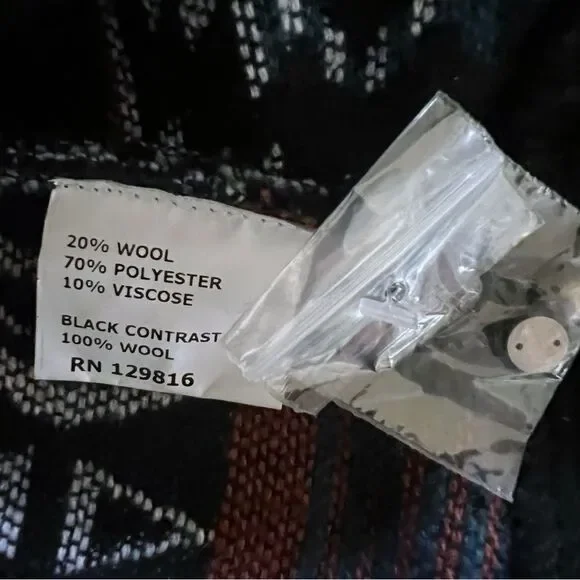 20% WOOL
70% POLYESTER
10% VISCOSE
BLACK CONTRAST
100% WOOL
RN 129816